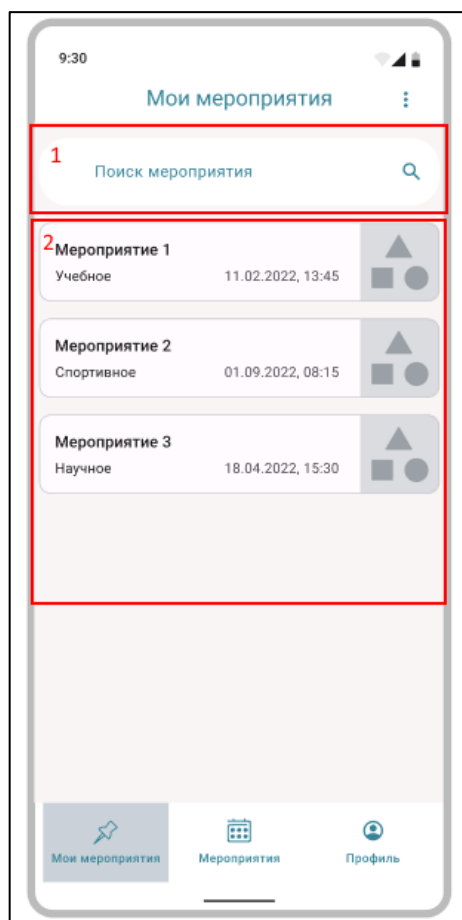 9:30
Мои мероприятия
1
Поиск мероприятия
2
Мероприятие 1
Учебное 11.02.2022, 13:45
Мероприятие 2
Спортивное 01.09.2022, 08:15
Мероприятие 3
Научное 18.04.2022, 15:30
Мои мероприятия Мероприятия Профиль